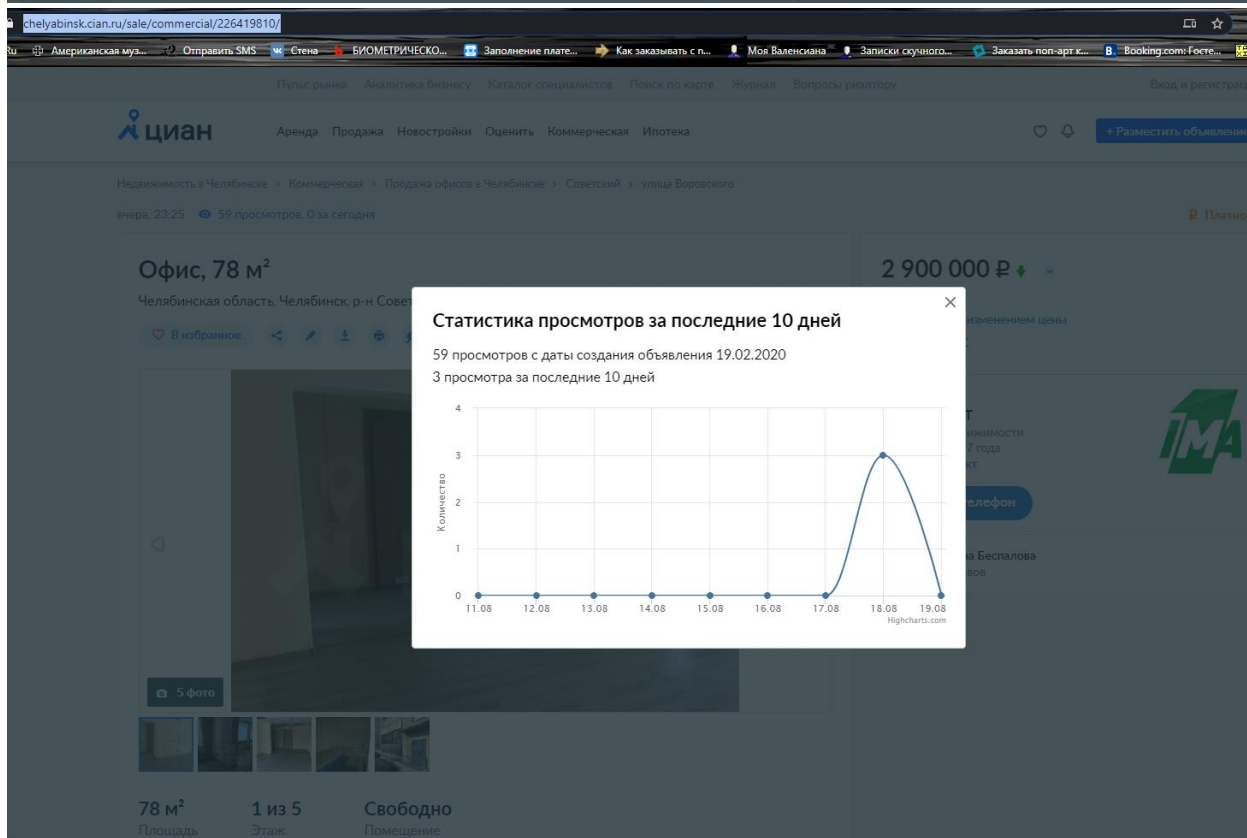 chelyabinsk.cian.ru/sale/commercial/226419810/
Ru Американская муз... Отправить SMS Стена БИОМЕТРИЧЕСКО... Заполнение плате... Как заказывать с п... Моя Валенсиана Записки скучного... Заказать поп-арт к... B. Booking.com: Госте...
Пульс рынка Аналитика бизнесу Каталог специалистов Поиск по карте Журнал Вопросы риэлтору Вход и регистрац
циан Аренда Продажа Новостройки Оценить Коммерческая Ипотека + Разместить объявление
Недвижимость в Челябинске > Коммерческая > Продажа офисов в Челябинске > Советский > улица Воровского
вчера, 23:25 59 просмотров, 0 за сегодня ₽ Платно
Офис, 78 м²
2 900 000 ₽
Челябинская область, Челябинск, р-н Совет
изменением цены
В избранное
Статистика просмотров за последние 10 дней
59 просмотров с даты создания объявления 19.02.2020
3 просмотра за последние 10 дней
4
3
2
1
0
Количество
11.08 12.08 13.08 14.08 15.08 16.08 17.08 18.08 19.08
Highcharts.com
т
ижимости
7 года
кт
елефон
IMA
на Беспалова
вов
5 фото
78 м² 1 из 5 Свободно
Площадь Этаж Помещение